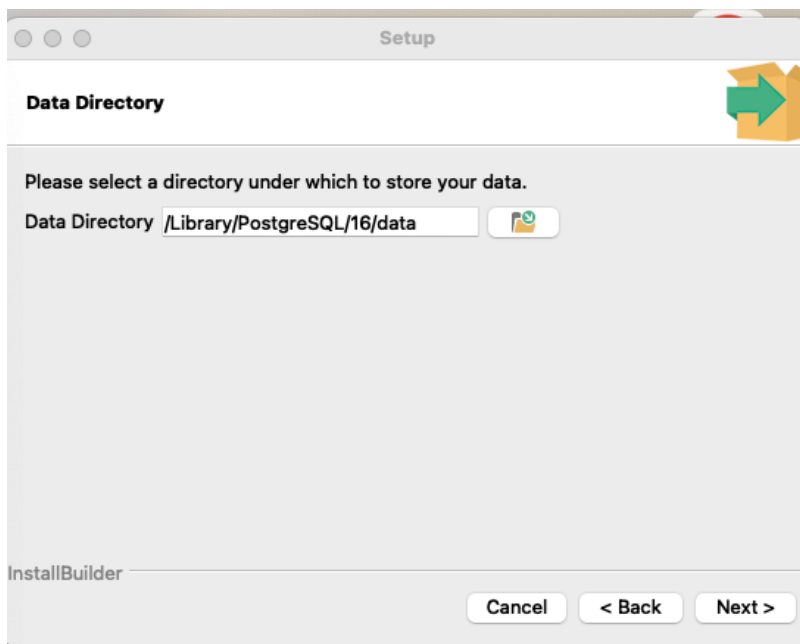 Setup
Data Directory
Please select a directory under which to store your data.
Data Directory /Library/PostgreSQL/16/data
InstallBuilder
Cancel < Back Next >